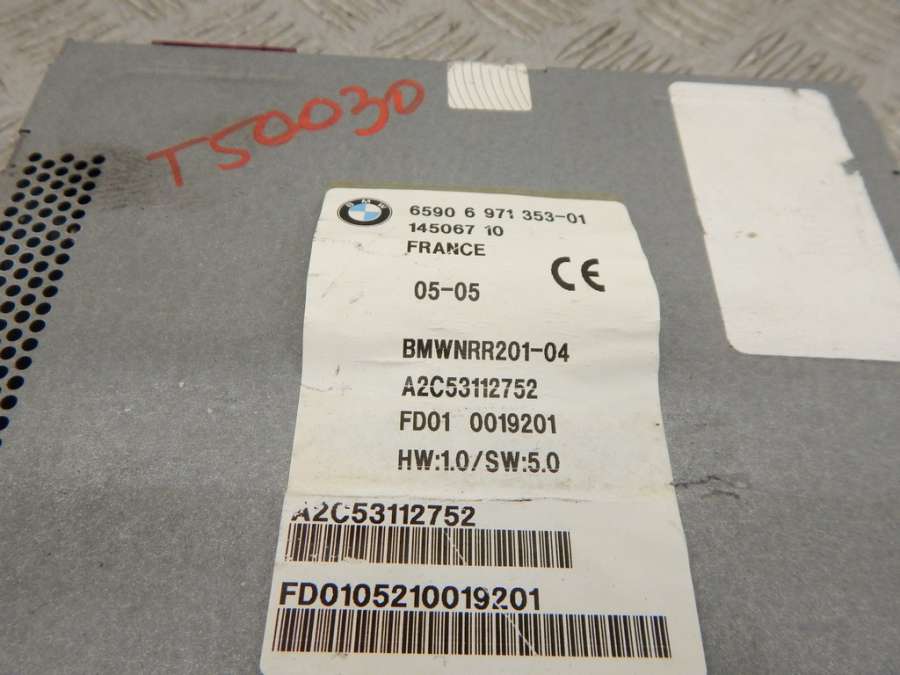 T50030
BMW
6590 6 971 353-01
145067 10
FRANCE
CE
05-05
BMWNRR201-04
A2C53112752
FD01 0019201
HW:1.0/SW:5.0
A2C53112752
FD0105210019201